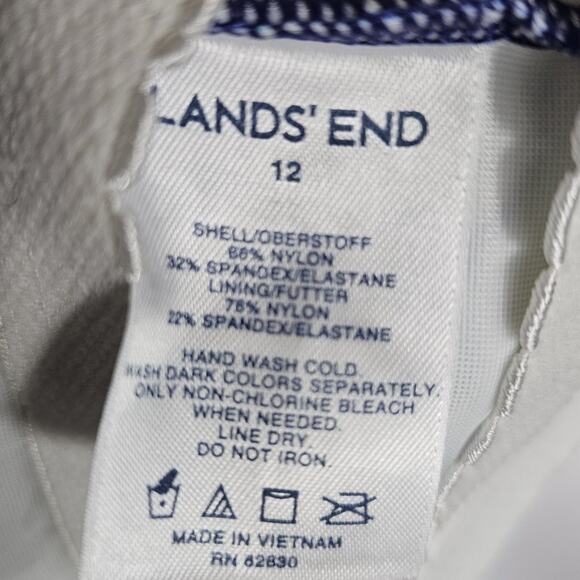 LANDS' END
12
SHELL/OBERSTOFF
68% NYLON
32% SPANDEX/ELASTANE
LINING/FUTTER
78% NYLON
22% SPANDEX/ELASTANE
HAND WASH COLD.
WASH DARK COLORS SEPARATELY.
ONLY NON-CHLORINE BLEACH
WHEN NEEDED.
LINE DRY.
DO NOT IRON.
MADE IN VIETNAM
RN 62830